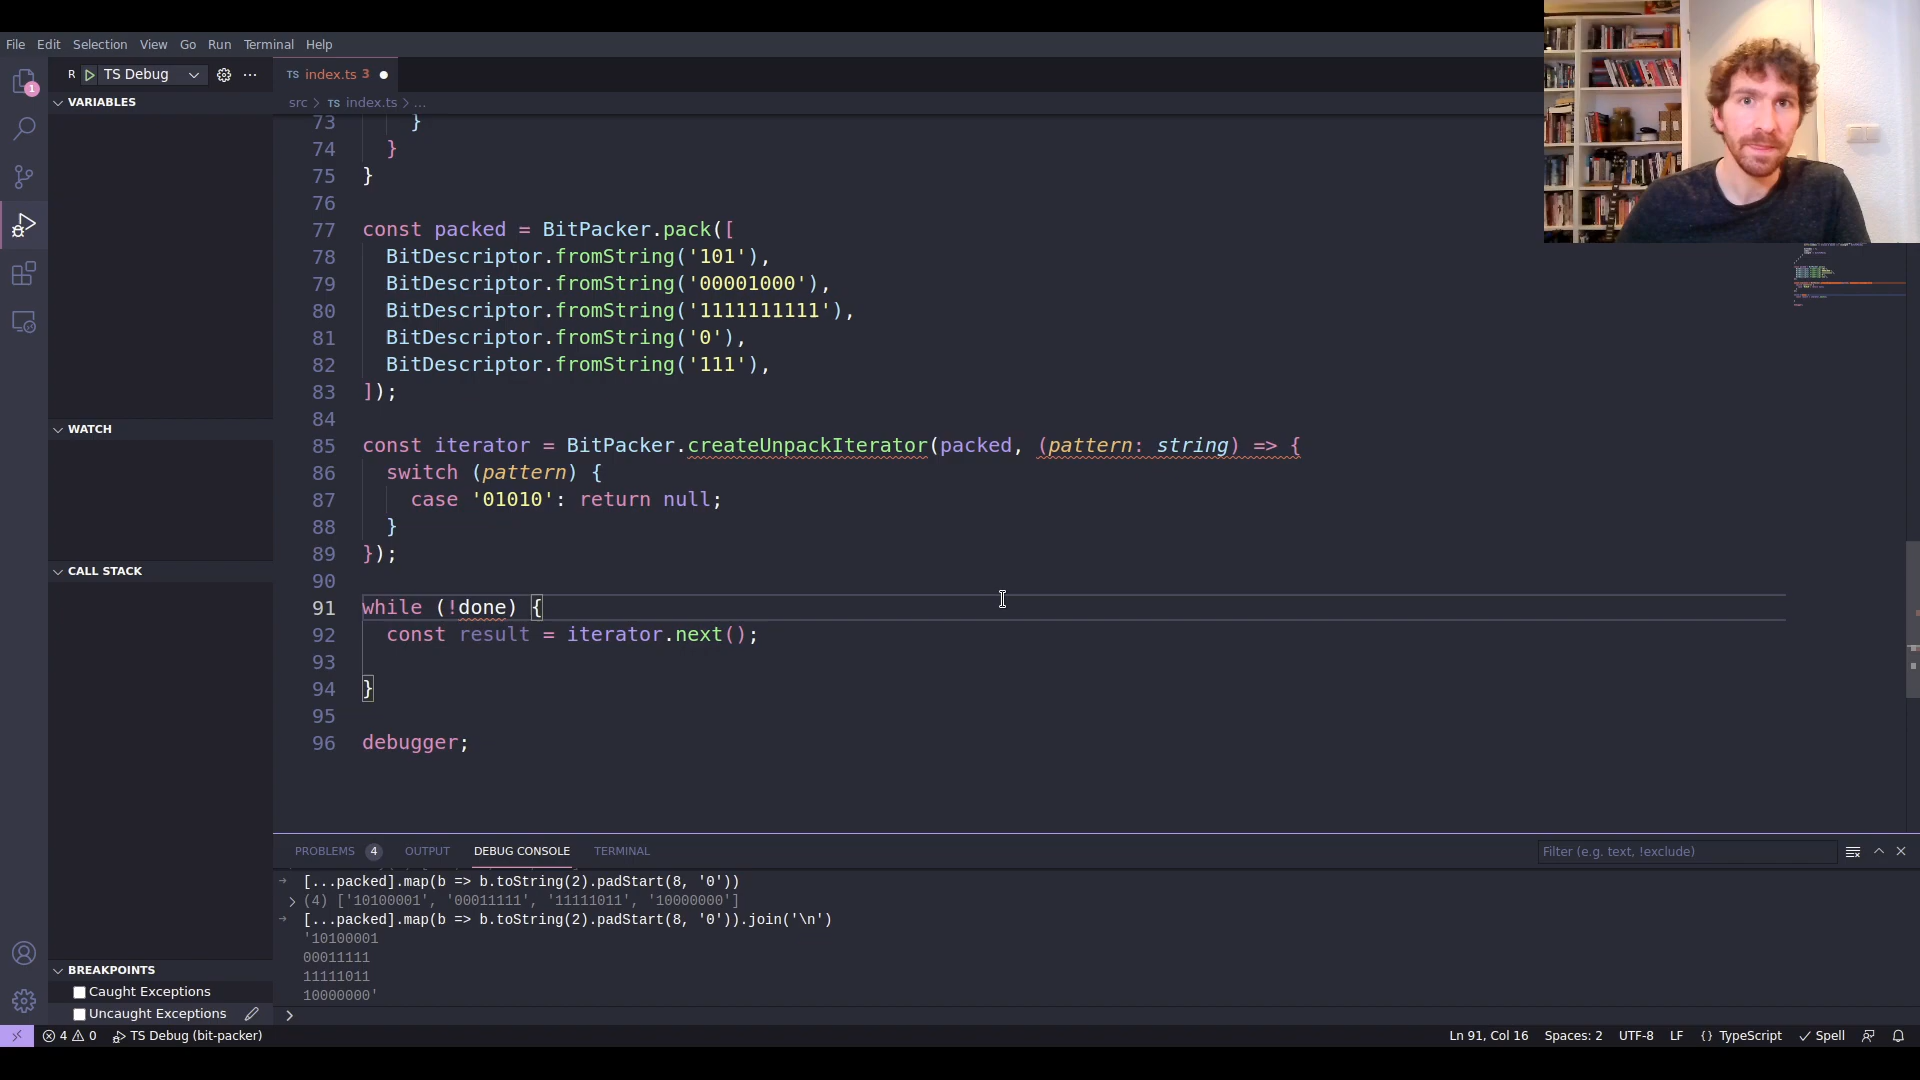 File Edit Selection View Go Run Terminal Help
R TS Debug
TS index.ts 3
VARIABLES
src > TS index.ts > ...
73 }
74 }
75 }
76
77 const packed = BitPacker.pack([
78 BitDescriptor.fromString('101'),
79 BitDescriptor.fromString('00001000'),
80 BitDescriptor.fromString('1111111111'),
81 BitDescriptor.fromString('0'),
82 BitDescriptor.fromString('111'),
83 ]);
84
85 const iterator = BitPacker.createUnpackIterator(packed, (pattern: string) => {
86 switch (pattern) {
87 case '01010': return null;
88 }
89 });
90
91 while (!done) {
92 const result = iterator.next();
93
94 }
95
96 debugger;
WATCH
CALL STACK
BREAKPOINTS
Caught Exceptions
Uncaught Exceptions
PROBLEMS 4 OUTPUT DEBUG CONSOLE TERMINAL
Filter (e.g. text, !exclude)
[...packed].map(b => b.toString(2).padStart(8, '0'))
(4) ['10100001', '00011111', '11111011', '10000000']
[...packed].map(b => b.toString(2).padStart(8, '0')).join('\n')
'10100001
00011111
11111011
10000000'
>
1
4 0 TS Debug (bit-packer)
Ln 91, Col 16 Spaces: 2 UTF-8 LF {} TypeScript Spell